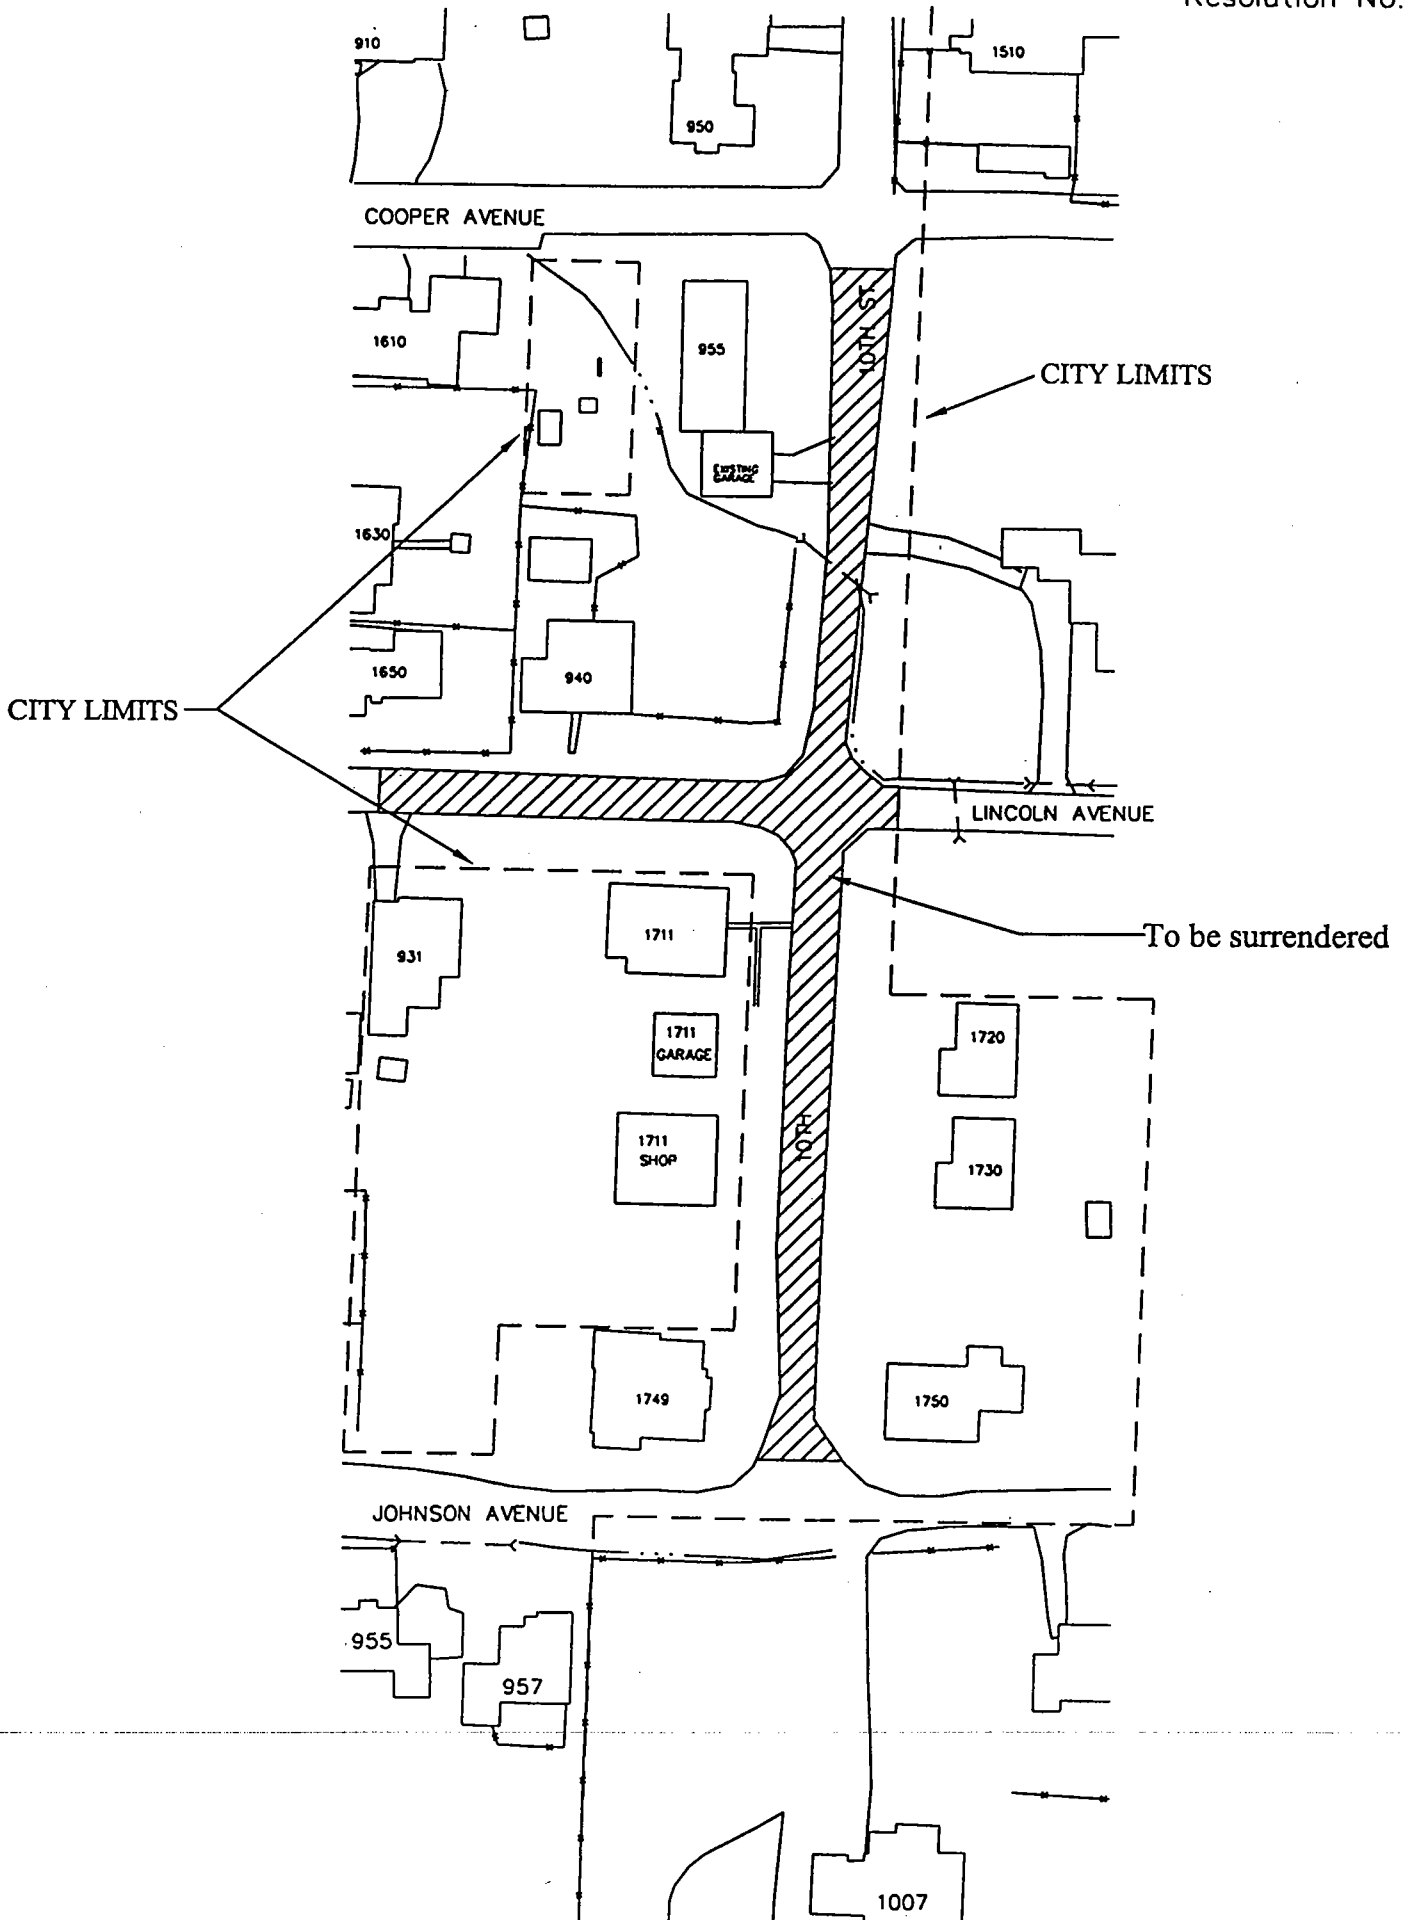 Resolution No.
910
1510
950
COOPER AVENUE
10TH ST.
1610
955
CITY LIMITS
EXISTING
GARAGE
1630
1650
940
CITY LIMITS
LINCOLN AVENUE
1711
To be surrendered
931
1711
GARAGE
1720
1711
SHOP
10TH
1730
1749
1750
JOHNSON AVENUE
955
957
1007